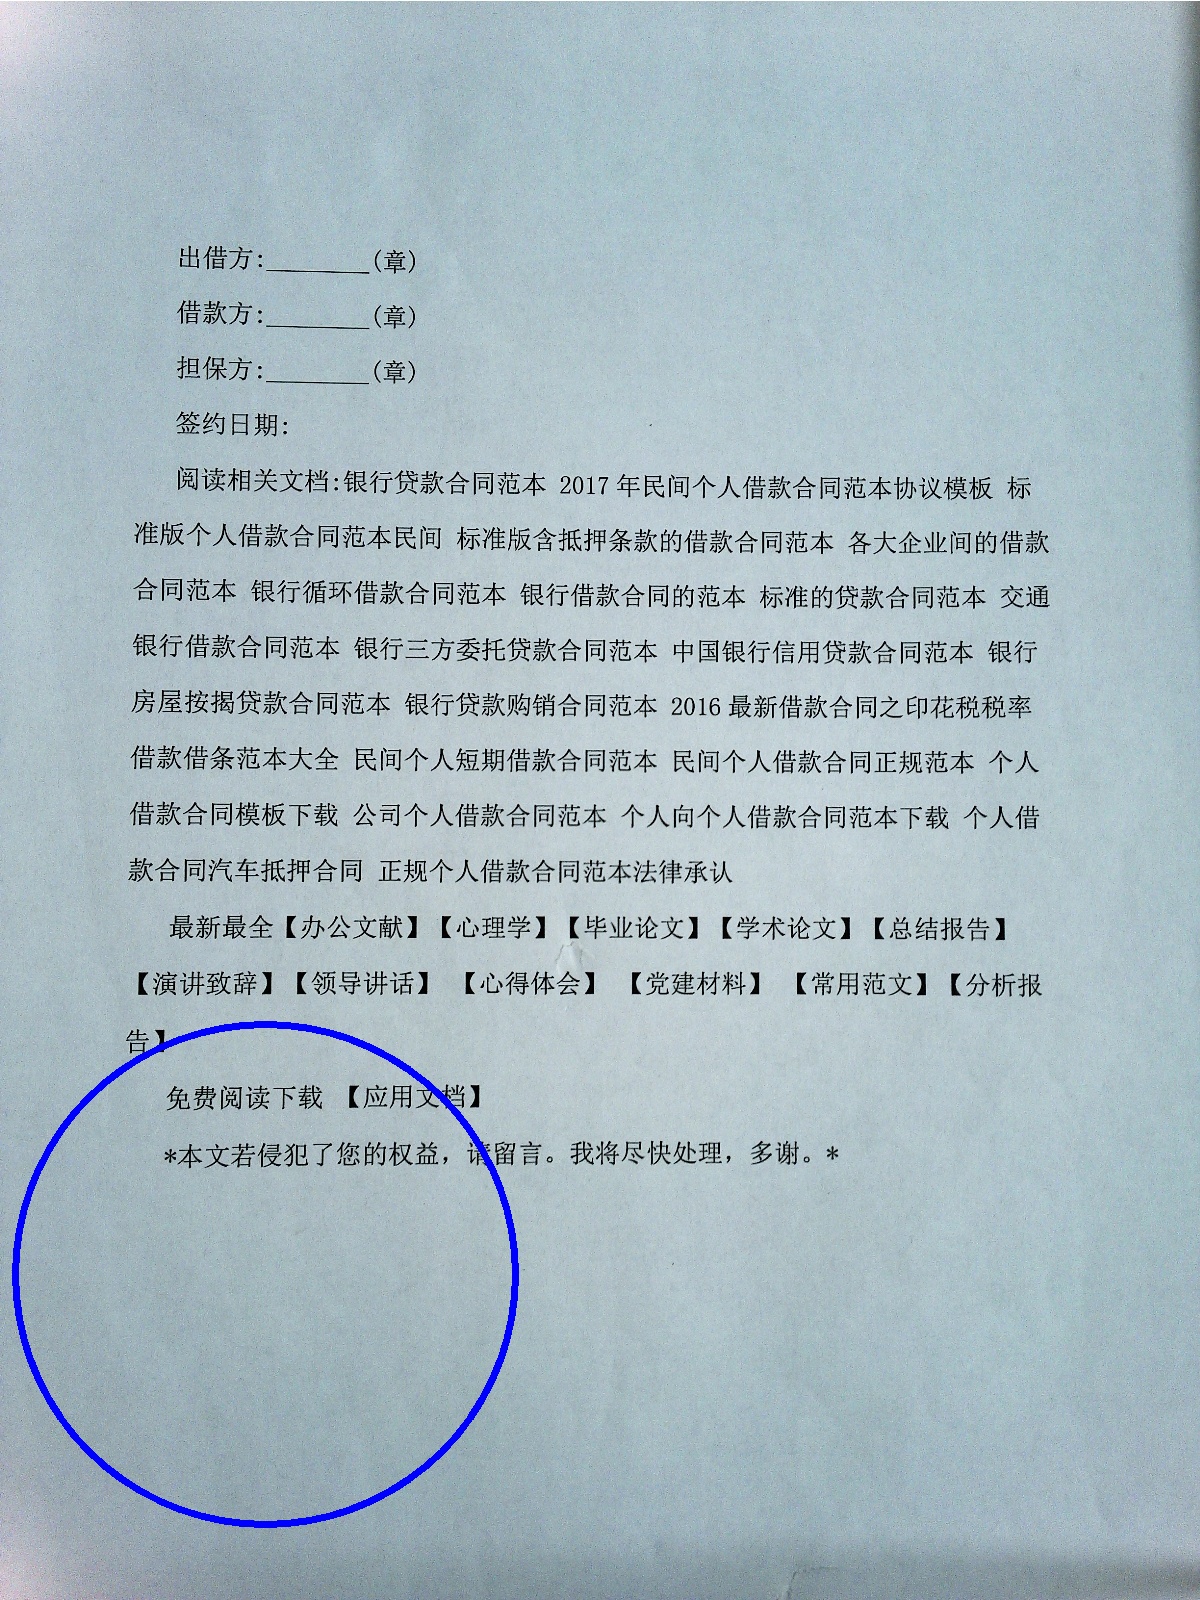 出借方:________(章)
借款方:________(章)
担保方:________(章)
签约日期:
阅读相关文档:银行贷款合同范本 2017年民间个人借款合同范本协议模板 标
准版个人借款合同范本民间 标准版含抵押条款的借款合同范本 各大企业间的借款
合同范本 银行循环借款合同范本 银行借款合同的范本 标准的贷款合同范本 交通
银行借款合同范本 银行三方委托贷款合同范本 中国银行信用贷款合同范本 银行
房屋按揭贷款合同范本 银行贷款购销合同范本 2016最新借款合同之印花税税率
借款借条范本大全 民间个人短期借款合同范本 民间个人借款合同正规范本 个人
借款合同模板下载 公司个人借款合同范本 个人向个人借款合同范本下载 个人借
款合同汽车抵押合同 正规个人借款合同范本法律承认
最新最全【办公文献】【心理学】【毕业论文】【学术论文】【总结报告】
【演讲致辞】【领导讲话】 【心得体会】 【党建材料】 【常用范文】【分析报
告】
免费阅读下载 【应用文档】
*本文若侵犯了您的权益，请留言。我将尽快处理，多谢。*